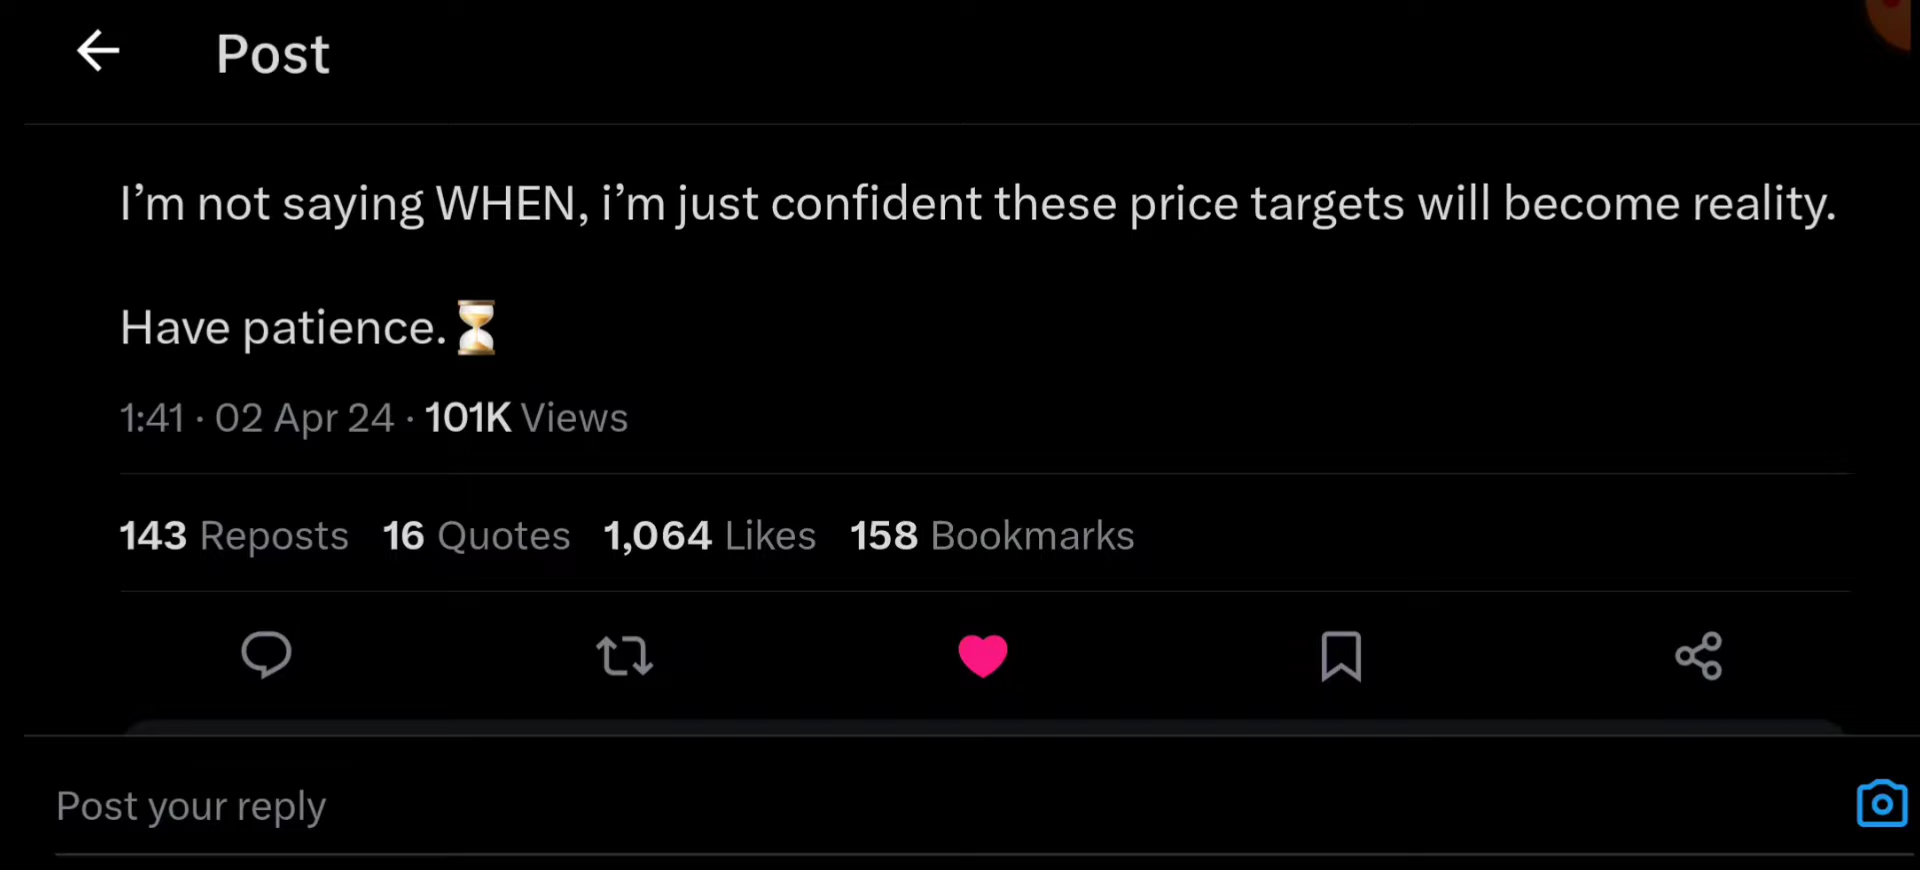 Post
I’m not saying WHEN, i’m just confident these price targets will become reality.
Have patience.⏳
1:41 · 02 Apr 24 · 101K Views
143 Reposts 16 Quotes 1,064 Likes 158 Bookmarks
Post your reply